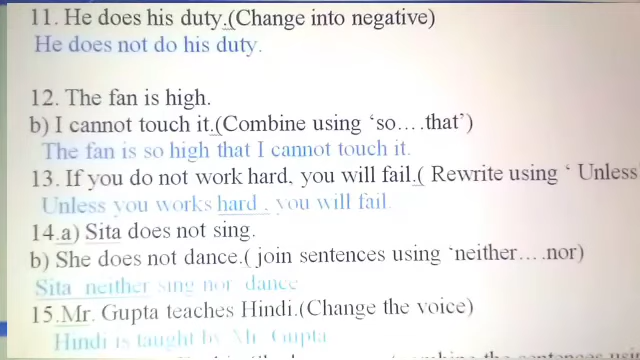 11. He does his duty.(Change into negative)
He does not do his duty.
12. The fan is high.
b) I cannot touch it.(Combine using ‘so….that’)
The fan is so high that I cannot touch it.
13. If you do not work hard, you will fail.( Rewrite using ‘ Unless
Unless you works hard , you will fail.
14.a) Sita does not sing.
b) She does not dance.( join sentences using ‘neither….nor)
Sita neither sing nor dance
15.Mr. Gupta teaches Hindi.(Change the voice)
Hindi is taught by Mr. Gupta
the sentences